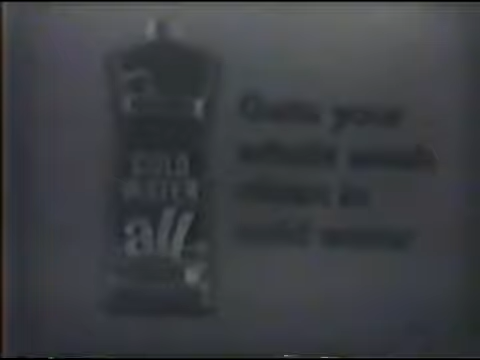 COLD
WATER
all
Gets your
whole wash
clean in
cold water